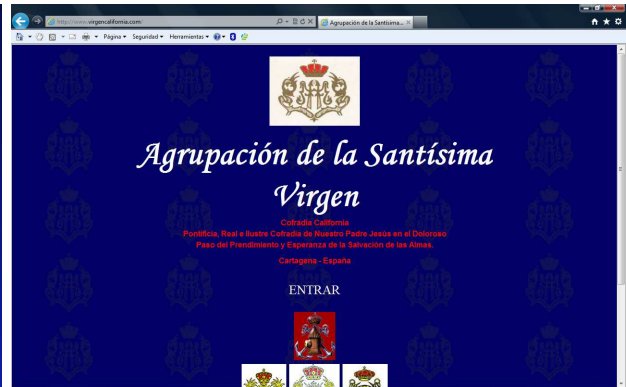 http://www.virgencalifornia.com/
Agrupación de la Santísima...
Página Seguridad Herramientas
Agrupación de la Santísima
Virgen
Cofradía California
Pontificia, Real e Ilustre Cofradía de Nuestro Padre Jesús en el Doloroso
Paso del Prendimiento y Esperanza de la Salvación de las Almas.
Cartagena - España
ENTRAR